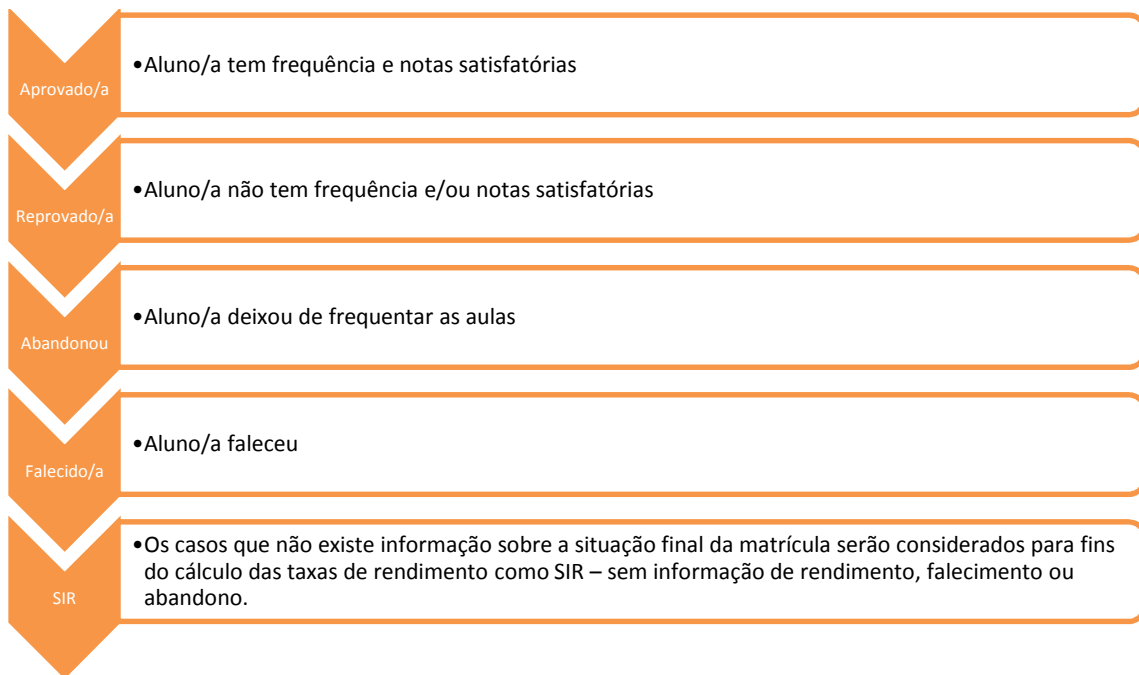 Aprovado/a
•Aluno/a tem frequência e notas satisfatórias
Reprovado/a
•Aluno/a não tem frequência e/ou notas satisfatórias
Abandonou
•Aluno/a deixou de frequentar as aulas
Falecido/a
•Aluno/a faleceu
SIR
•Os casos que não existe informação sobre a situação final da matrícula serão considerados para fins
do cálculo das taxas de rendimento como SIR – sem informação de rendimento, falecimento ou
abandono.